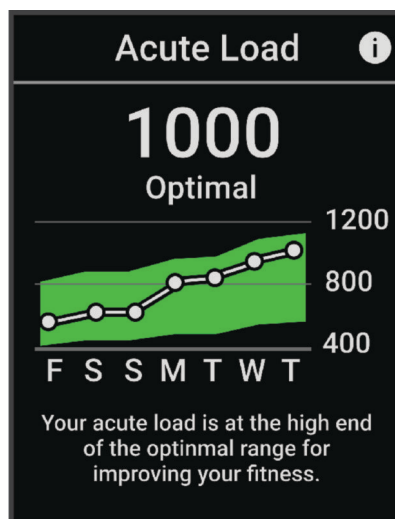 Acute Load i
1000
Optimal
1200
800
400
F S S M T W T
Your acute load is at the high end
of the optinmal range for
improving your fitness.